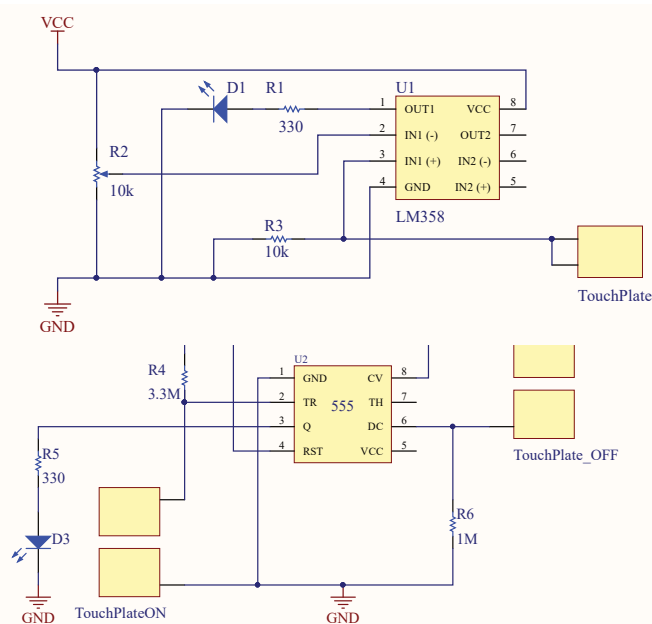 VCC
D1 R1 U1
330
1 OUT1 VCC 8
2 IN1 (-) OUT2 7
3 IN1 (+) IN2 (-) 6
4 GND IN2 (+) 5
R2
10k
LM358
R3
10k
TouchPlate
GND
U2
R4
3.3M
1 GND CV 8
2 TR TH 7
555
3 Q DC 6
4 RST VCC 5
R5
330
TouchPlate_OFF
R6
1M
D3
TouchPlateON
GND
GND